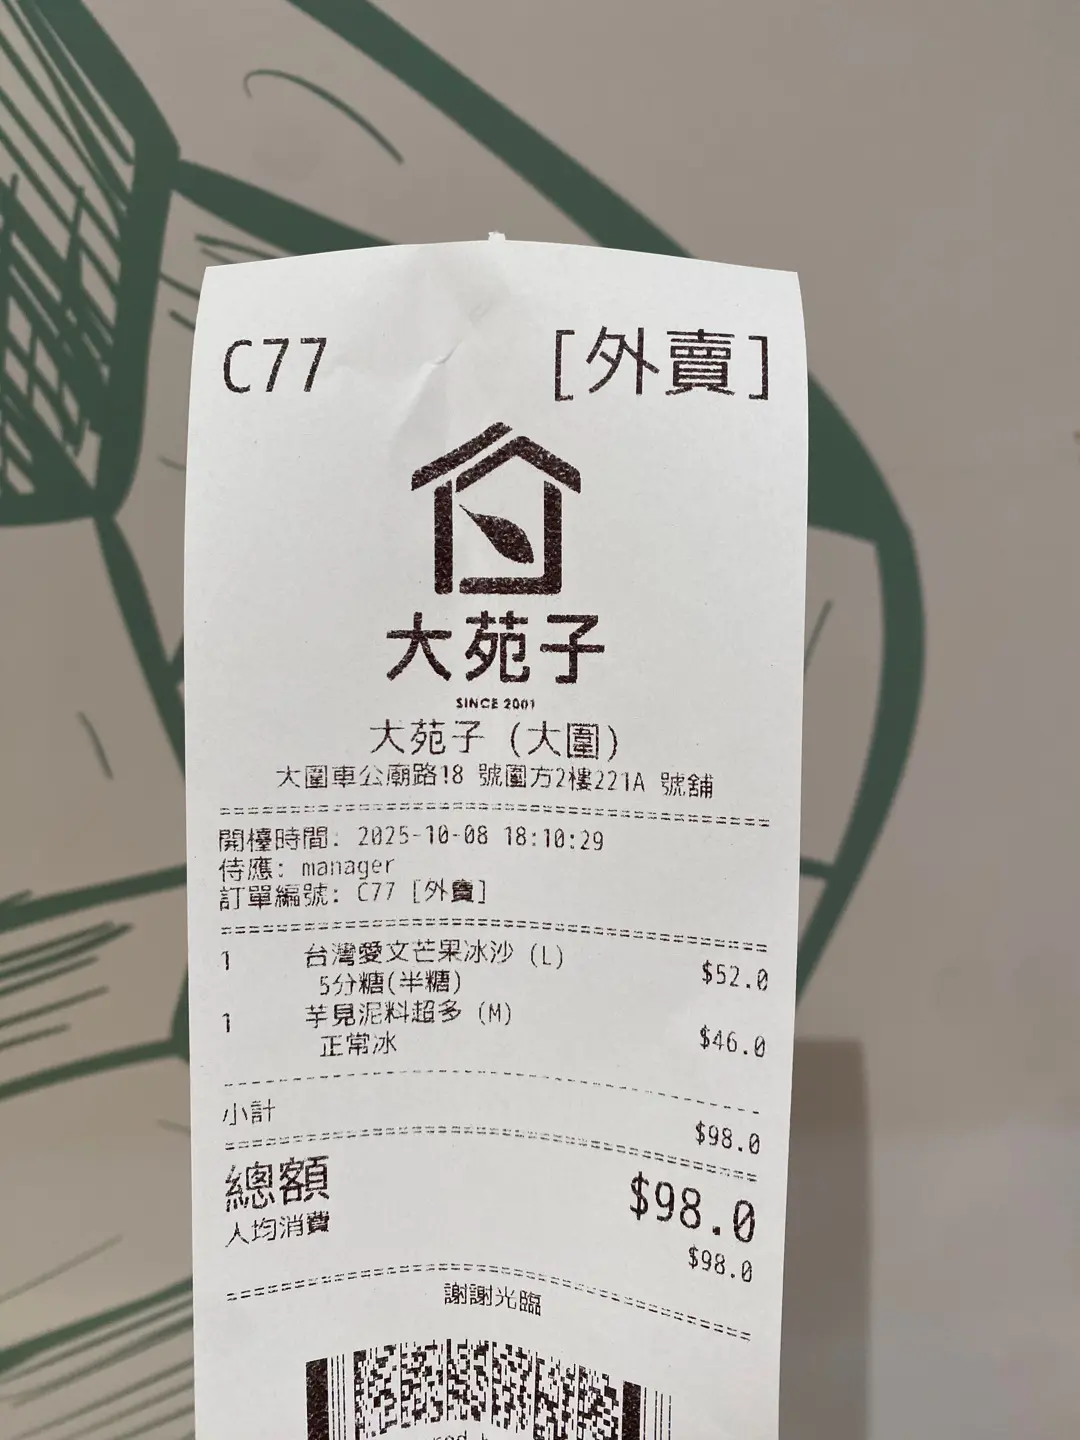 C77 [外賣]
大苑子
SINCE 2001
大苑子 (大圍)
大圍車公廟路18 號圍方2樓221A 號舖
開檯時間: 2025-10-08 18:10:29
侍應: manager
訂單編號: C77 [外賣]
1 台灣愛文芒果冰沙 (L) $52.0
5分糖(半糖)
1 芋見泥料超多 (M) $46.0
正常冰
小計 $98.0
總額 $98.0
人均消費 $98.0
謝謝光臨